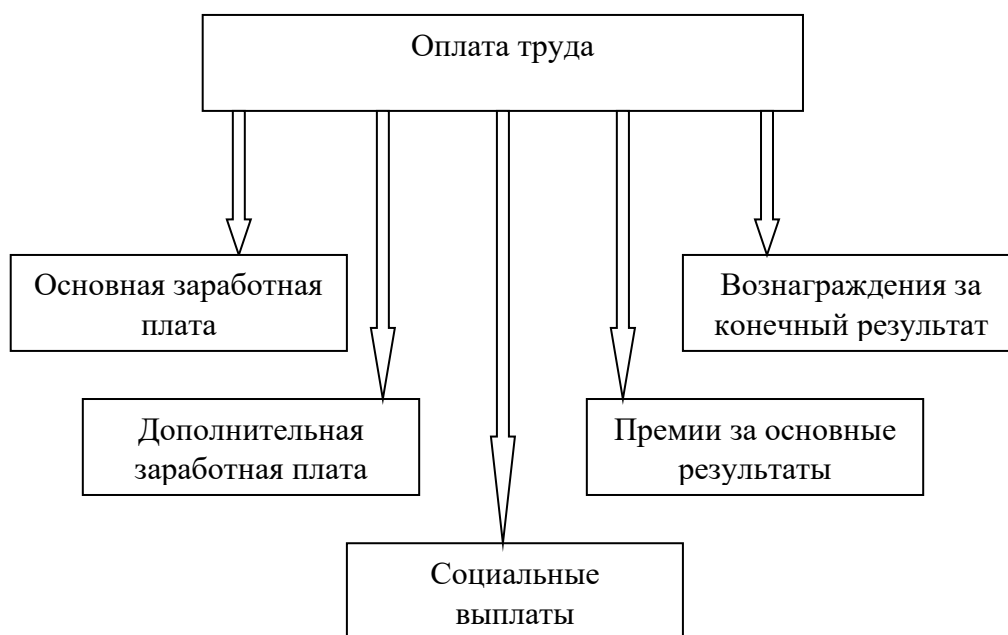 Оплата труда
Основная заработная
плата
Вознаграждения за
конечный результат
Дополнительная
заработная плата
Премии за основные
результаты
Социальные
выплаты